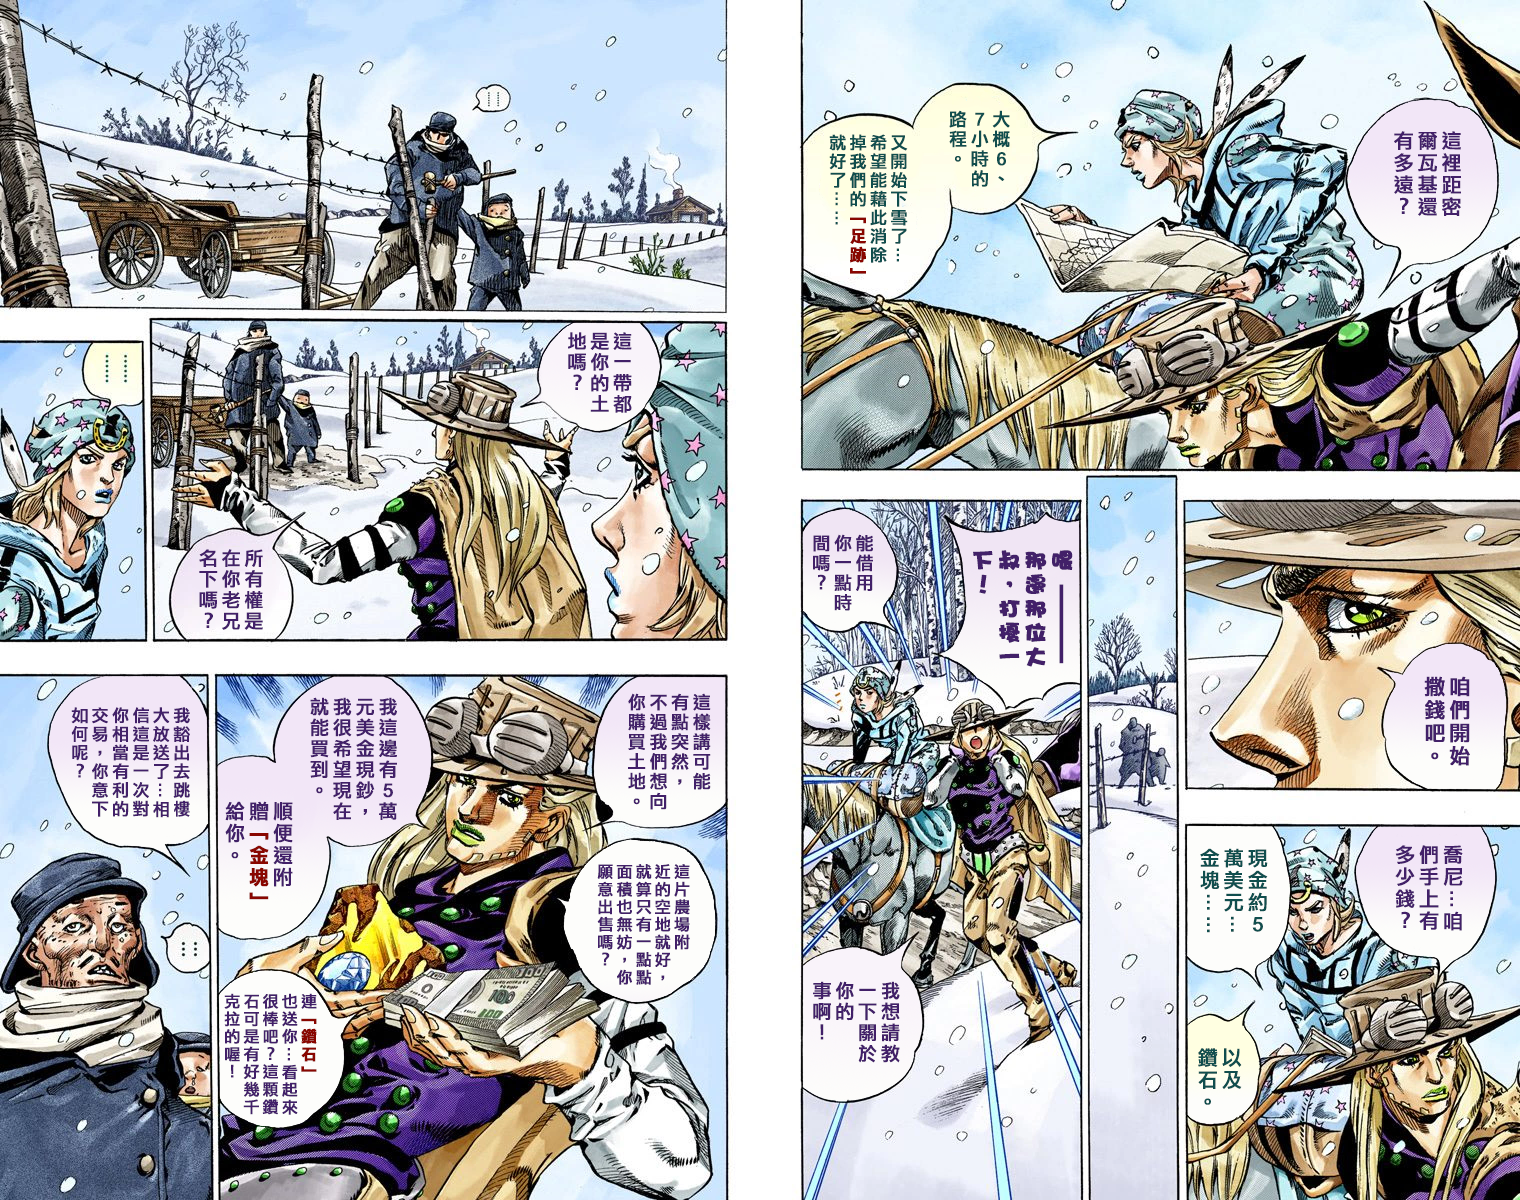 這裡距密
爾瓦基還
有多遠?
大概6、
7小時的
路程。
又開始下雪了…
希望能藉此消除
掉我們的「足跡」
就好了……
咱們開始
撒錢吧。
喬尼…咱
們手上有
多少錢?
現金約5
萬美元…
金塊……
以及
鑽石。
喂——
那邊那位大
叔,打擾一
下!
能借用
你一點時
間嗎?
我想請教
一下關於
你的
事啊!
……
這一帶都
是你的土
地嗎?
所有權是
在你老兄
名下嗎?
……
……
這樣講可能
有點突然,
不過我們想向
你購買土地。
這片農場附
近的空地就好,
就算只有一點點
面積也無妨,你
願意出售嗎?
我這邊有5萬
元美金現鈔,
我很希望現在
就能買到。
順便還附
贈「金塊」
給你。
連「鑽石」
也送你…看起來
很棒吧?這顆鑽
石可是有好幾千
克拉的喔!
100
100
我豁出去跳樓
大放送了…相
信這是一次對
你相當有利的
交易,你意下
如何呢?
…
…